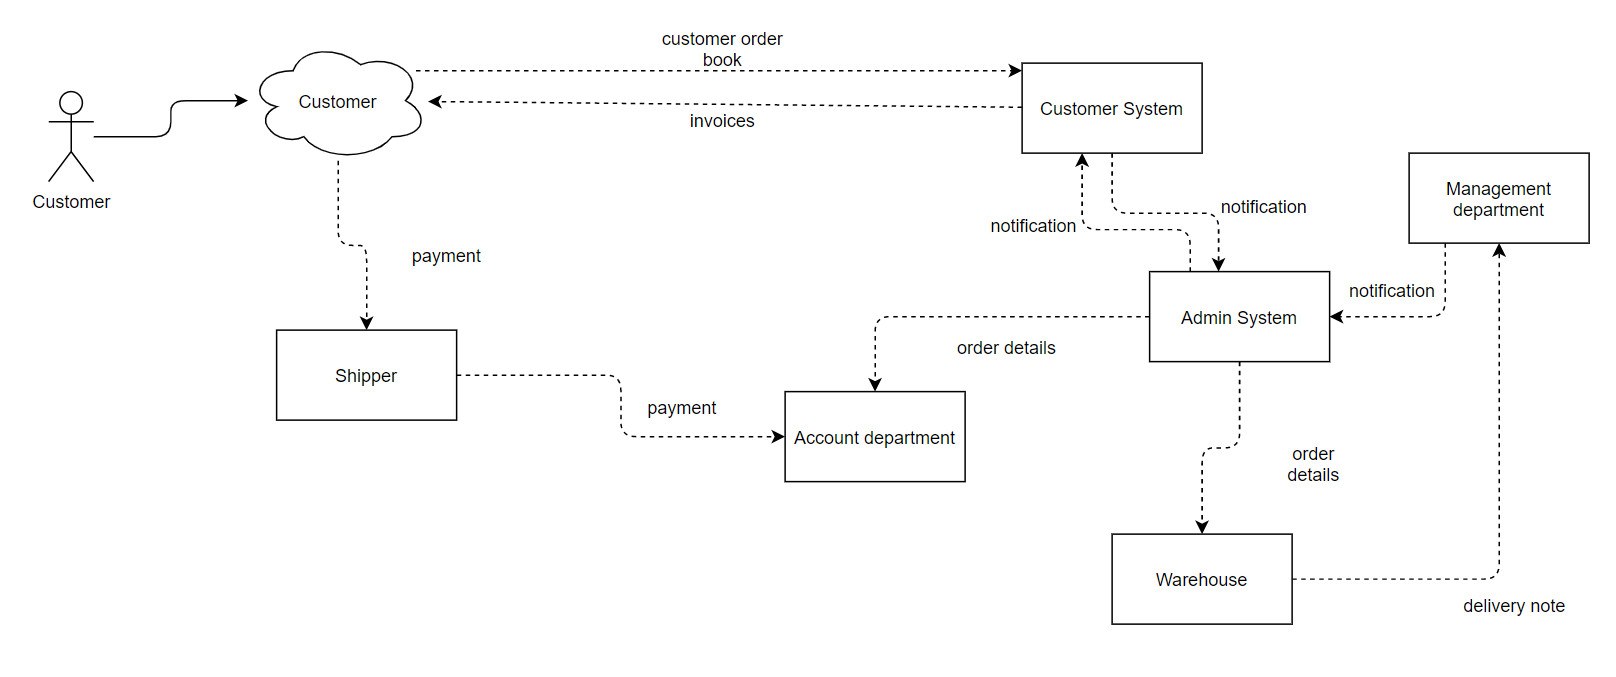 customer order
book
Customer
Customer System
invoices
Management
department
Customer
notification
notification
payment
notification
Admin System
order details
Shipper
payment
Account department
order
details
Warehouse
delivery note